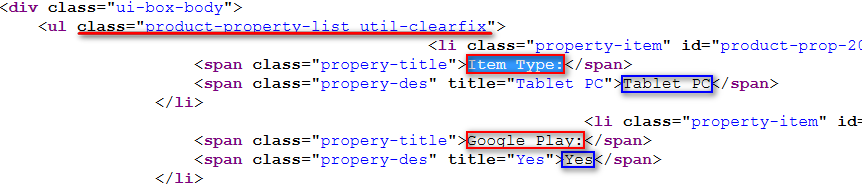 <div class="ui-box-body">
<ul class="product-property-list util-clearfix">
<li class="property-item" id="product-prop-20
<span class="propery-title">Item Type:</span>
<span class="propery-des" title="Tablet PC">Tablet PC</span>
</li>
<li class="property-item" id=
<span class="propery-title">Google Play:</span>
<span class="propery-des" title="Yes">Yes</span>
</li>